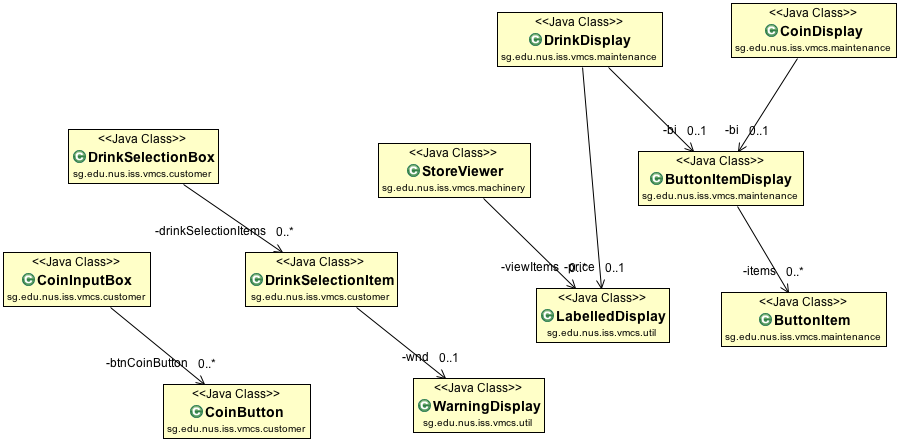 <<Java Class>>
CoinDisplay
sg.edu.nus.iss.vmcs.maintenance
<<Java Class>>
DrinkDisplay
sg.edu.nus.iss.vmcs.maintenance
-bi 0..1
-bi 0..1
<<Java Class>>
DrinkSelectionBox
sg.edu.nus.iss.vmcs.customer
<<Java Class>>
StoreViewer
sg.edu.nus.iss.vmcs.machinery
<<Java Class>>
ButtonItemDisplay
sg.edu.nus.iss.vmcs.maintenance
-drinkSelectionItems 0..*
-viewItems 0..*
-price 0..1
-items 0..*
<<Java Class>>
CoinInputBox
sg.edu.nus.iss.vmcs.customer
<<Java Class>>
DrinkSelectionItem
sg.edu.nus.iss.vmcs.customer
<<Java Class>>
LabelledDisplay
sg.edu.nus.iss.vmcs.util
<<Java Class>>
ButtonItem
sg.edu.nus.iss.vmcs.maintenance
-btnCoinButton 0..*
-wnd 0..1
<<Java Class>>
CoinButton
sg.edu.nus.iss.vmcs.customer
<<Java Class>>
WarningDisplay
sg.edu.nus.iss.vmcs.util